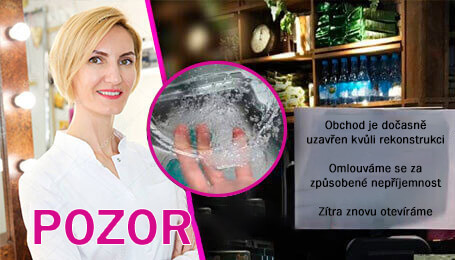 POZOR
Obchod je dočasně
uzavřen kvůli rekonstrukci
Omlouváme se za
způsobené nepříjemnost
Zítra znovu otevíráme